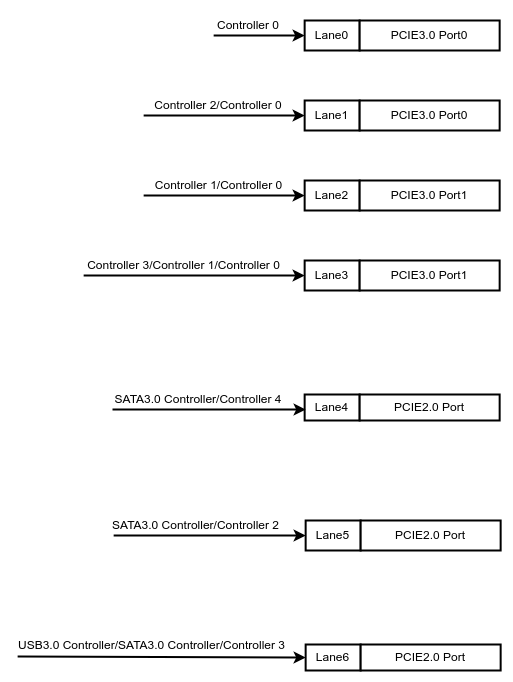 Controller 0
Lane0 PCIE3.0 Port0
Controller 2/Controller 0
Lane1 PCIE3.0 Port0
Controller 1/Controller 0
Lane2 PCIE3.0 Port1
Controller 3/Controller 1/Controller 0
Lane3 PCIE3.0 Port1
SATA3.0 Controller/Controller 4
Lane4 PCIE2.0 Port
SATA3.0 Controller/Controller 2
Lane5 PCIE2.0 Port
USB3.0 Controller/SATA3.0 Controller/Controller 3
Lane6 PCIE2.0 Port